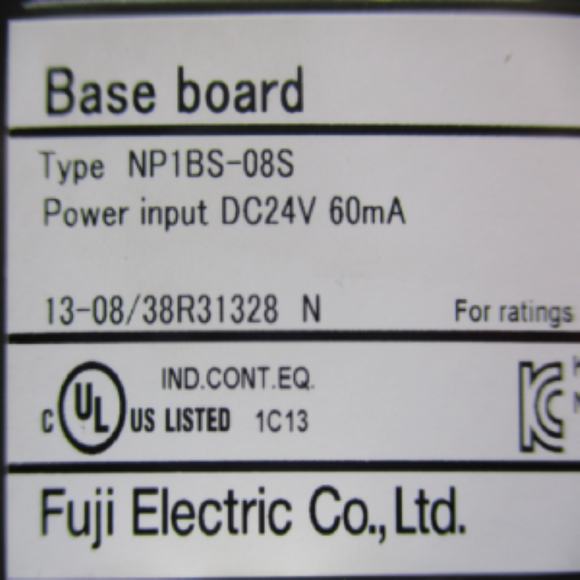 Base board
Type NP1BS-08S
Power input DC24V 60mA
13-08/38R31328 N For ratings
IND.CONT.EQ.
C UL US LISTED 1C13
Fuji Electric Co., Ltd.